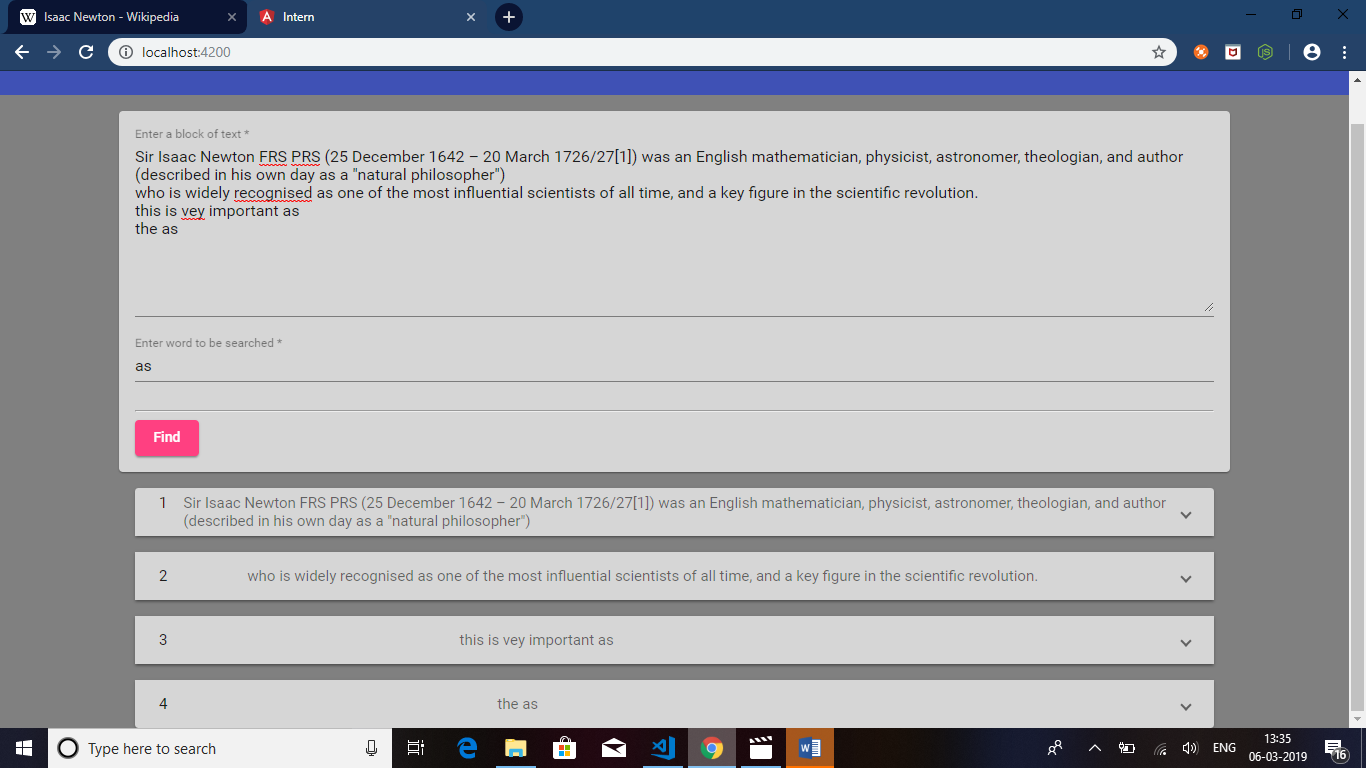 Isaac Newton - Wikipedia
Intern
localhost:4200
Enter a block of text *
Sir Isaac Newton FRS PRS (25 December 1642 – 20 March 1726/27[1]) was an English mathematician, physicist, astronomer, theologian, and author
(described in his own day as a "natural philosopher")
who is widely recognised as one of the most influential scientists of all time, and a key figure in the scientific revolution.
this is vey important as
the as
Enter word to be searched *
as
Find
1 Sir Isaac Newton FRS PRS (25 December 1642 – 20 March 1726/27[1]) was an English mathematician, physicist, astronomer, theologian, and author
(described in his own day as a "natural philosopher")
2 who is widely recognised as one of the most influential scientists of all time, and a key figure in the scientific revolution.
3 this is vey important as
4 the as
Type here to search
ENG
13:35
06-03-2019
16